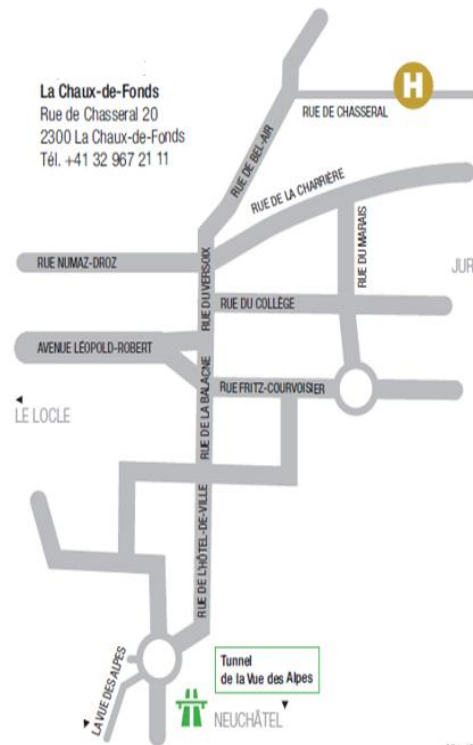 La Chaux-de-Fonds
Rue de Chasseral 20
2300 La Chaux-de-Fonds
Tél. +41 32 967 21 11
H
RUE DE CHASSERAL
RUE DE BEL-AIR
RUE DE LA CHARRIÈRE
RUE NUMAZ-DROZ
RUE DU VERSOIX
RUE DU MARAIS
JUR
RUE DU COLLÈGE
AVENUE LÉOPOLD-ROBERT
RUE DE LA BALAGNE
RUE FRITZ-COURVOISIER
LE LOCLE
RUE DE L'HÔTEL-DE-VILLE
LA VUE DES ALPES
Tunnel
de la Vue des Alpes
NEUCHÂTEL